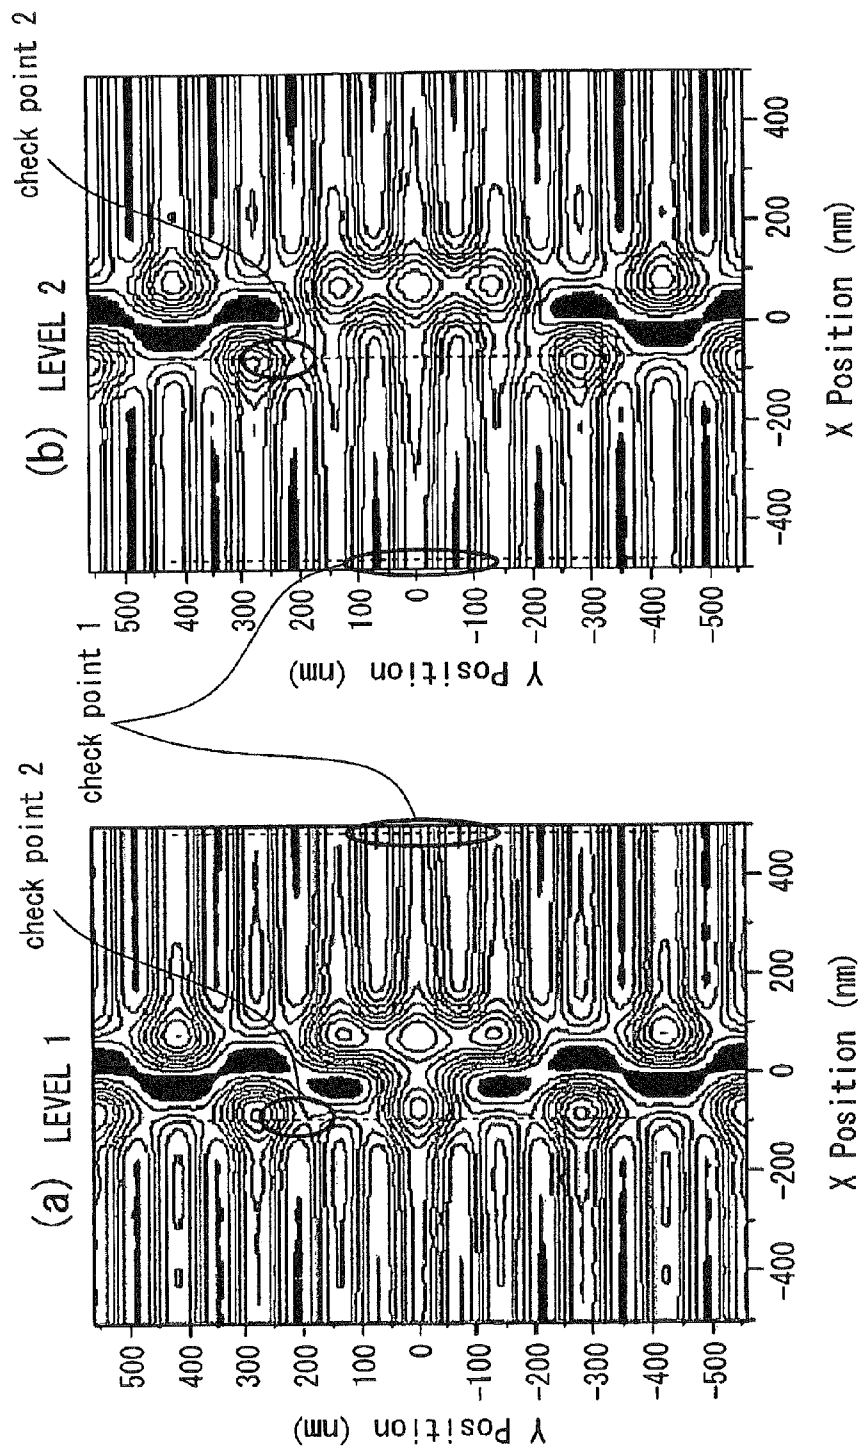 check point 2
check point 1
check point 2
(a) LEVEL 1
(b) LEVEL 2
Y Position (nm)
500
400
300
200
100
0
-100
-200
-300
-400
-500
-400 -200 0 200 400
X Position (nm)
Y Position (nm)
500
400
300
200
100
0
-100
-200
-300
-400
-500
-400 -200 0 200 400
X Position (nm)